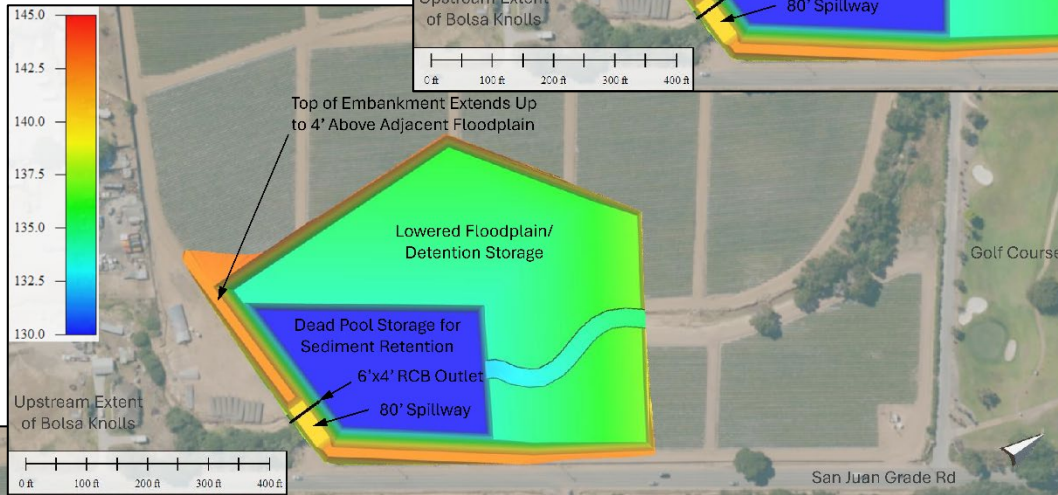 145.0
142.5
140.0
137.5
135.0
132.5
130.0
of Bolsa Knolls
80' Spillway
0 ft 100 ft 200 ft 300 ft 400 ft
Top of Embankment Extends Up
to 4' Above Adjacent Floodplain
Lowered Floodplain/
Detention Storage
Golf Course
Dead Pool Storage for
Sediment Retention
6'x4' RCB Outlet
80' Spillway
Upstream Extent
of Bolsa Knolls
0 ft 100 ft 200 ft 300 ft 400 ft
San Juan Grade Rd